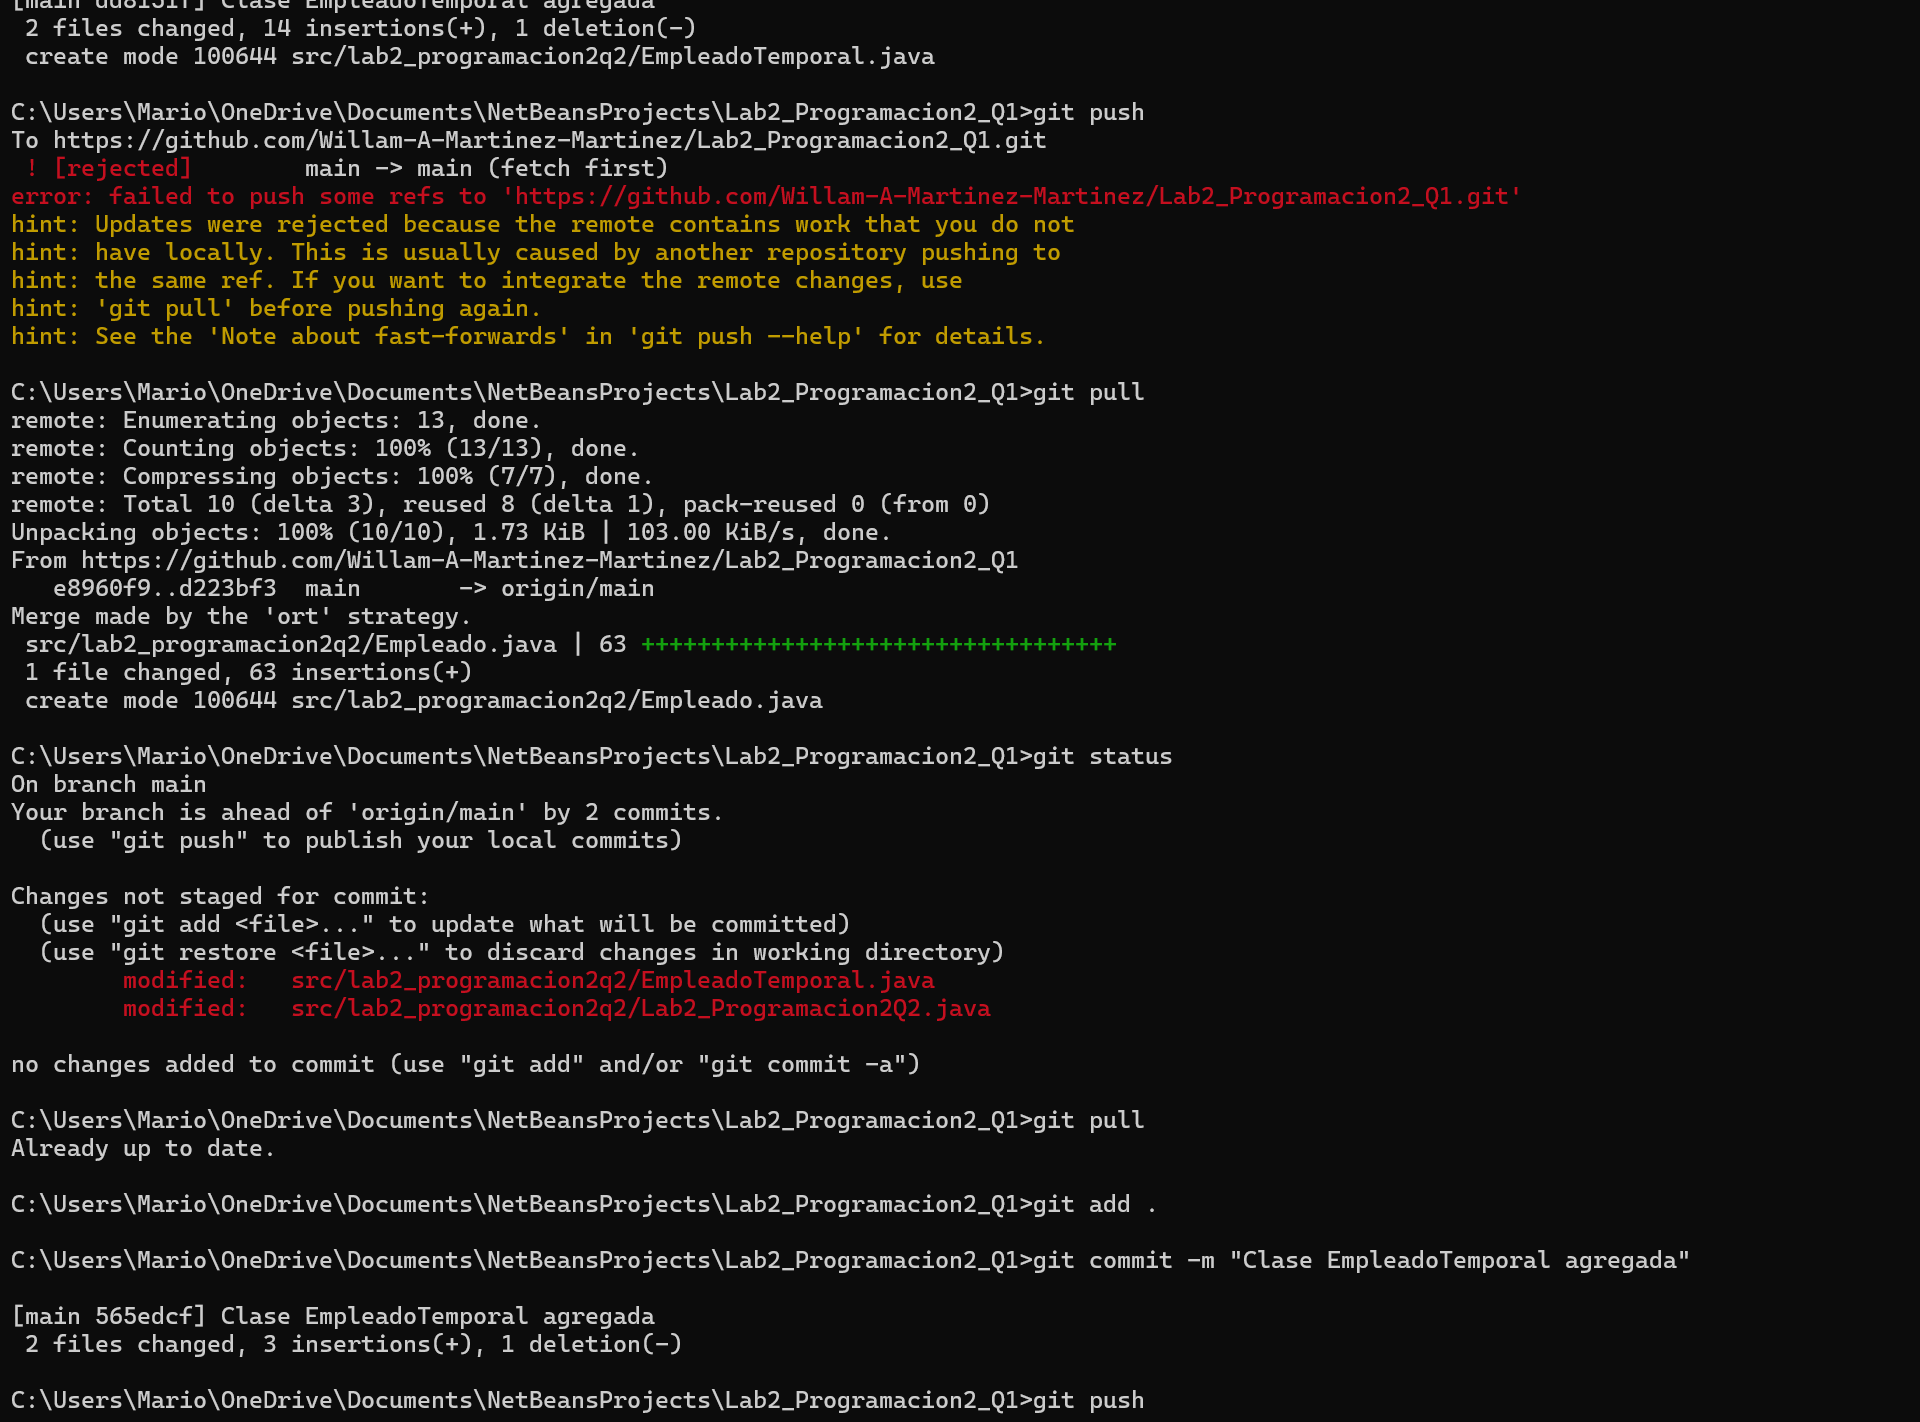 [main dd8f51f] Clase EmpleadoTemporal agregada
 2 files changed, 14 insertions(+), 1 deletion(-)
 create mode 100644 src/lab2_programacion2q2/EmpleadoTemporal.java

C:\Users\Mario\OneDrive\Documents\NetBeansProjects\Lab2_Programacion2_Q1>git push
To https://github.com/Willam-A-Martinez-Martinez/Lab2_Programacion2_Q1.git
 ! [rejected]        main -> main (fetch first)
error: failed to push some refs to 'https://github.com/Willam-A-Martinez-Martinez/Lab2_Programacion2_Q1.git'
hint: Updates were rejected because the remote contains work that you do not
hint: have locally. This is usually caused by another repository pushing to
hint: the same ref. If you want to integrate the remote changes, use
hint: 'git pull' before pushing again.
hint: See the 'Note about fast-forwards' in 'git push --help' for details.

C:\Users\Mario\OneDrive\Documents\NetBeansProjects\Lab2_Programacion2_Q1>git pull
remote: Enumerating objects: 13, done.
remote: Counting objects: 100% (13/13), done.
remote: Compressing objects: 100% (7/7), done.
remote: Total 10 (delta 3), reused 8 (delta 1), pack-reused 0 (from 0)
Unpacking objects: 100% (10/10), 1.73 KiB | 103.00 KiB/s, done.
From https://github.com/Willam-A-Martinez-Martinez/Lab2_Programacion2_Q1
   e8960f9..d223bf3  main       -> origin/main
Merge made by the 'ort' strategy.
 src/lab2_programacion2q2/Empleado.java | 63 ++++++++++++++++++++++++++++++++++
 1 file changed, 63 insertions(+)
 create mode 100644 src/lab2_programacion2q2/Empleado.java

C:\Users\Mario\OneDrive\Documents\NetBeansProjects\Lab2_Programacion2_Q1>git status
On branch main
Your branch is ahead of 'origin/main' by 2 commits.
  (use "git push" to publish your local commits)

Changes not staged for commit:
  (use "git add <file>..." to update what will be committed)
  (use "git restore <file>..." to discard changes in working directory)
        modified:   src/lab2_programacion2q2/EmpleadoTemporal.java
        modified:   src/lab2_programacion2q2/Lab2_Programacion2Q2.java

no changes added to commit (use "git add" and/or "git commit -a")

C:\Users\Mario\OneDrive\Documents\NetBeansProjects\Lab2_Programacion2_Q1>git pull
Already up to date.

C:\Users\Mario\OneDrive\Documents\NetBeansProjects\Lab2_Programacion2_Q1>git add .

C:\Users\Mario\OneDrive\Documents\NetBeansProjects\Lab2_Programacion2_Q1>git commit -m "Clase EmpleadoTemporal agregada"

[main 565edcf] Clase EmpleadoTemporal agregada
 2 files changed, 3 insertions(+), 1 deletion(-)

C:\Users\Mario\OneDrive\Documents\NetBeansProjects\Lab2_Programacion2_Q1>git push